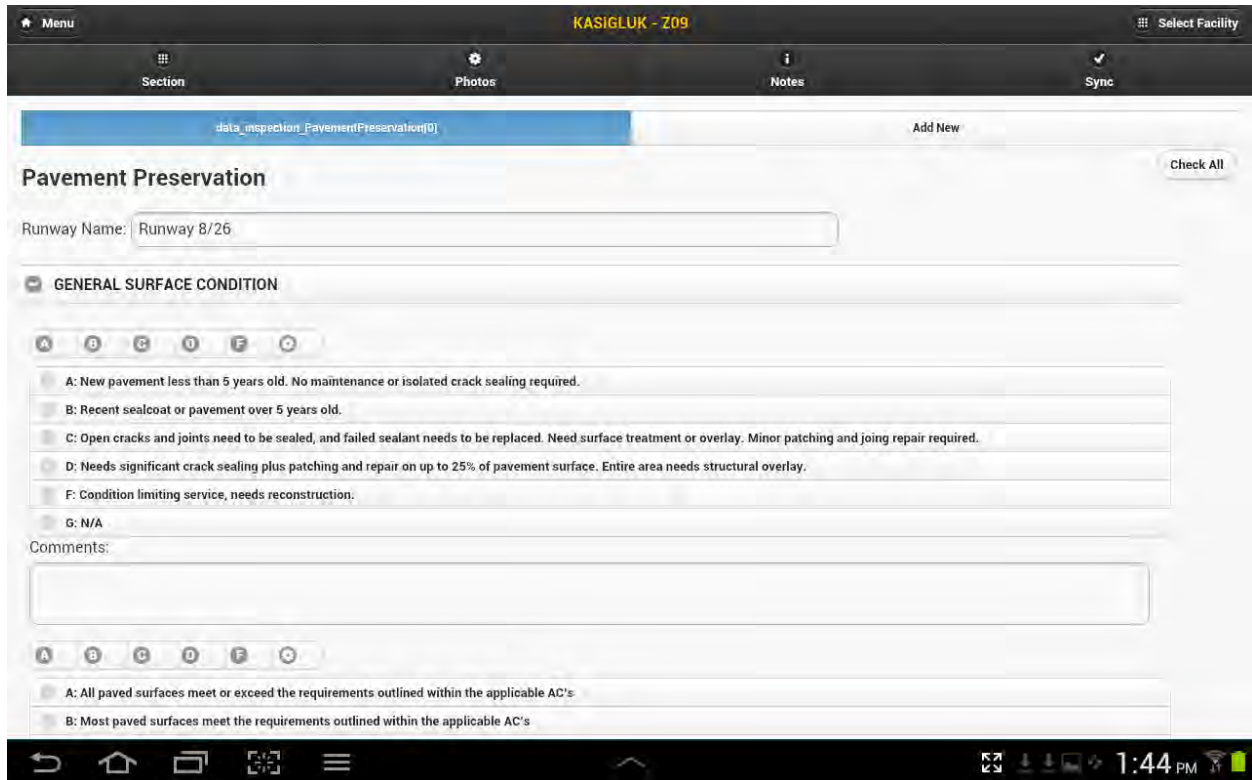 Menu KASIGLUK - Z09 Select Facility
Section Photos Notes Sync
data_inspection_PavementPreservation[0] Add New
Check All
Pavement Preservation
Runway Name: Runway 8/26
GENERAL SURFACE CONDITION
A B C D F
A: New pavement less than 5 years old. No maintenance or isolated crack sealing required.
B: Recent sealcoat or pavement over 5 years old.
C: Open cracks and joints need to be sealed, and failed sealant needs to be replaced. Need surface treatment or overlay. Minor patching and joing repair required.
D: Needs significant crack sealing plus patching and repair on up to 25% of pavement surface. Entire area needs structural overlay.
F: Condition limiting service, needs reconstruction.
G: N/A
Comments:
A B C D F
A: All paved surfaces meet or exceed the requirements outlined within the applicable AC's
B: Most paved surfaces meet the requirements outlined within the applicable AC's
1:44 PM